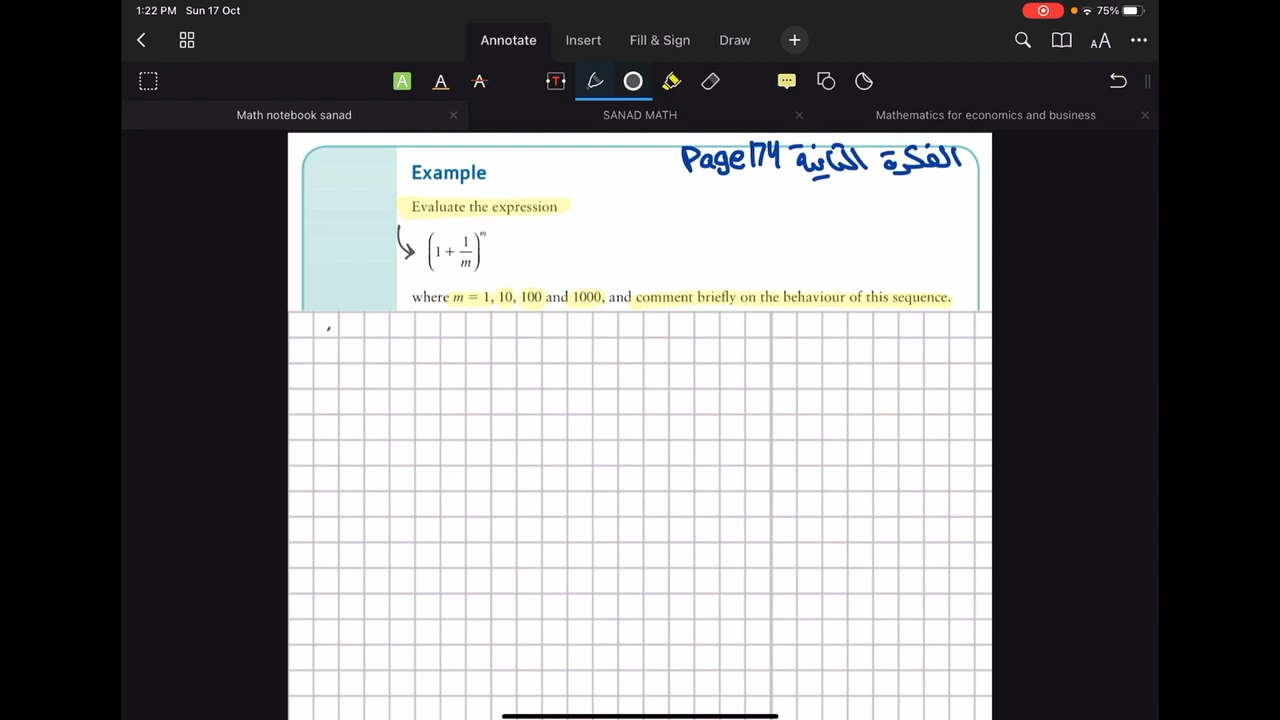 1:22 PM Sun 17 Oct 75%
Annotate Insert Fill & Sign Draw
AA
A A A T
Math notebook sanad SANAD MATH Mathematics for economics and business
Page 174 الفكرة الثانية
Example
Evaluate the expression
(1 + 1/m)^m
where m = 1, 10, 100 and 1000, and comment briefly on the behaviour of this sequence.